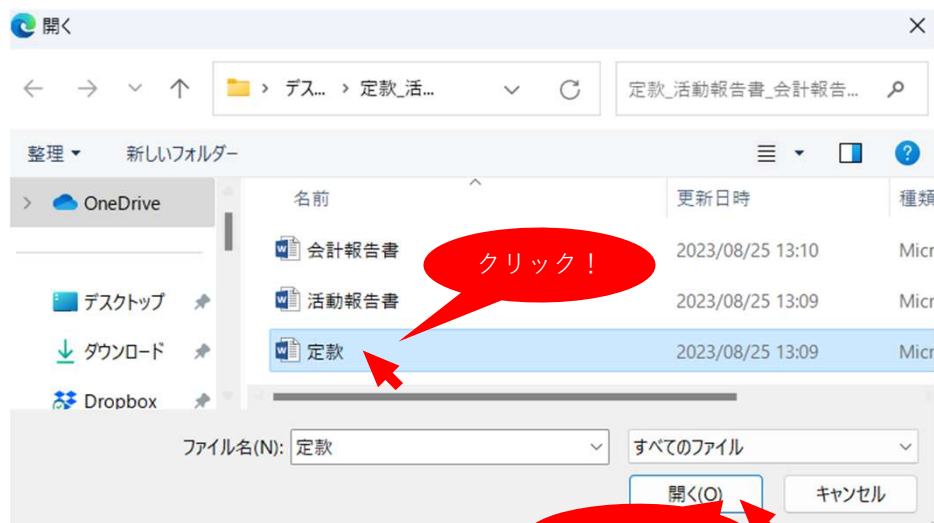 開く
デス... 定款_活...
定款_活動報告書_会計報告...
整理 新しいフォルダー
OneDrive
名前 更新日時 種類
会計報告書 2023/08/25 13:10 Micr
クリック！
デスクトップ
活動報告書 2023/08/25 13:09 Micr
ダウンロード
定款 2023/08/25 13:09 Micr
Dropbox
ファイル名(N): 定款 すべてのファイル
開く(O) キャンセル